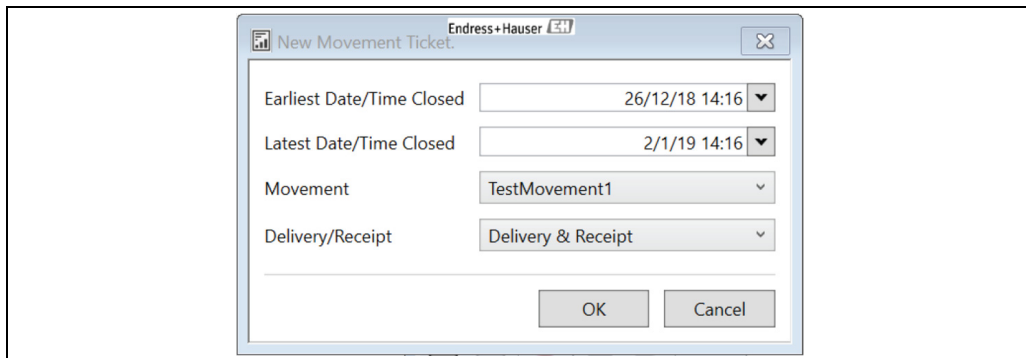 Endress+Hauser EH
New Movement Ticket.
Earliest Date/Time Closed 26/12/18 14:16
Latest Date/Time Closed 2/1/19 14:16
Movement TestMovement1
Delivery/Receipt Delivery & Receipt
OK Cancel